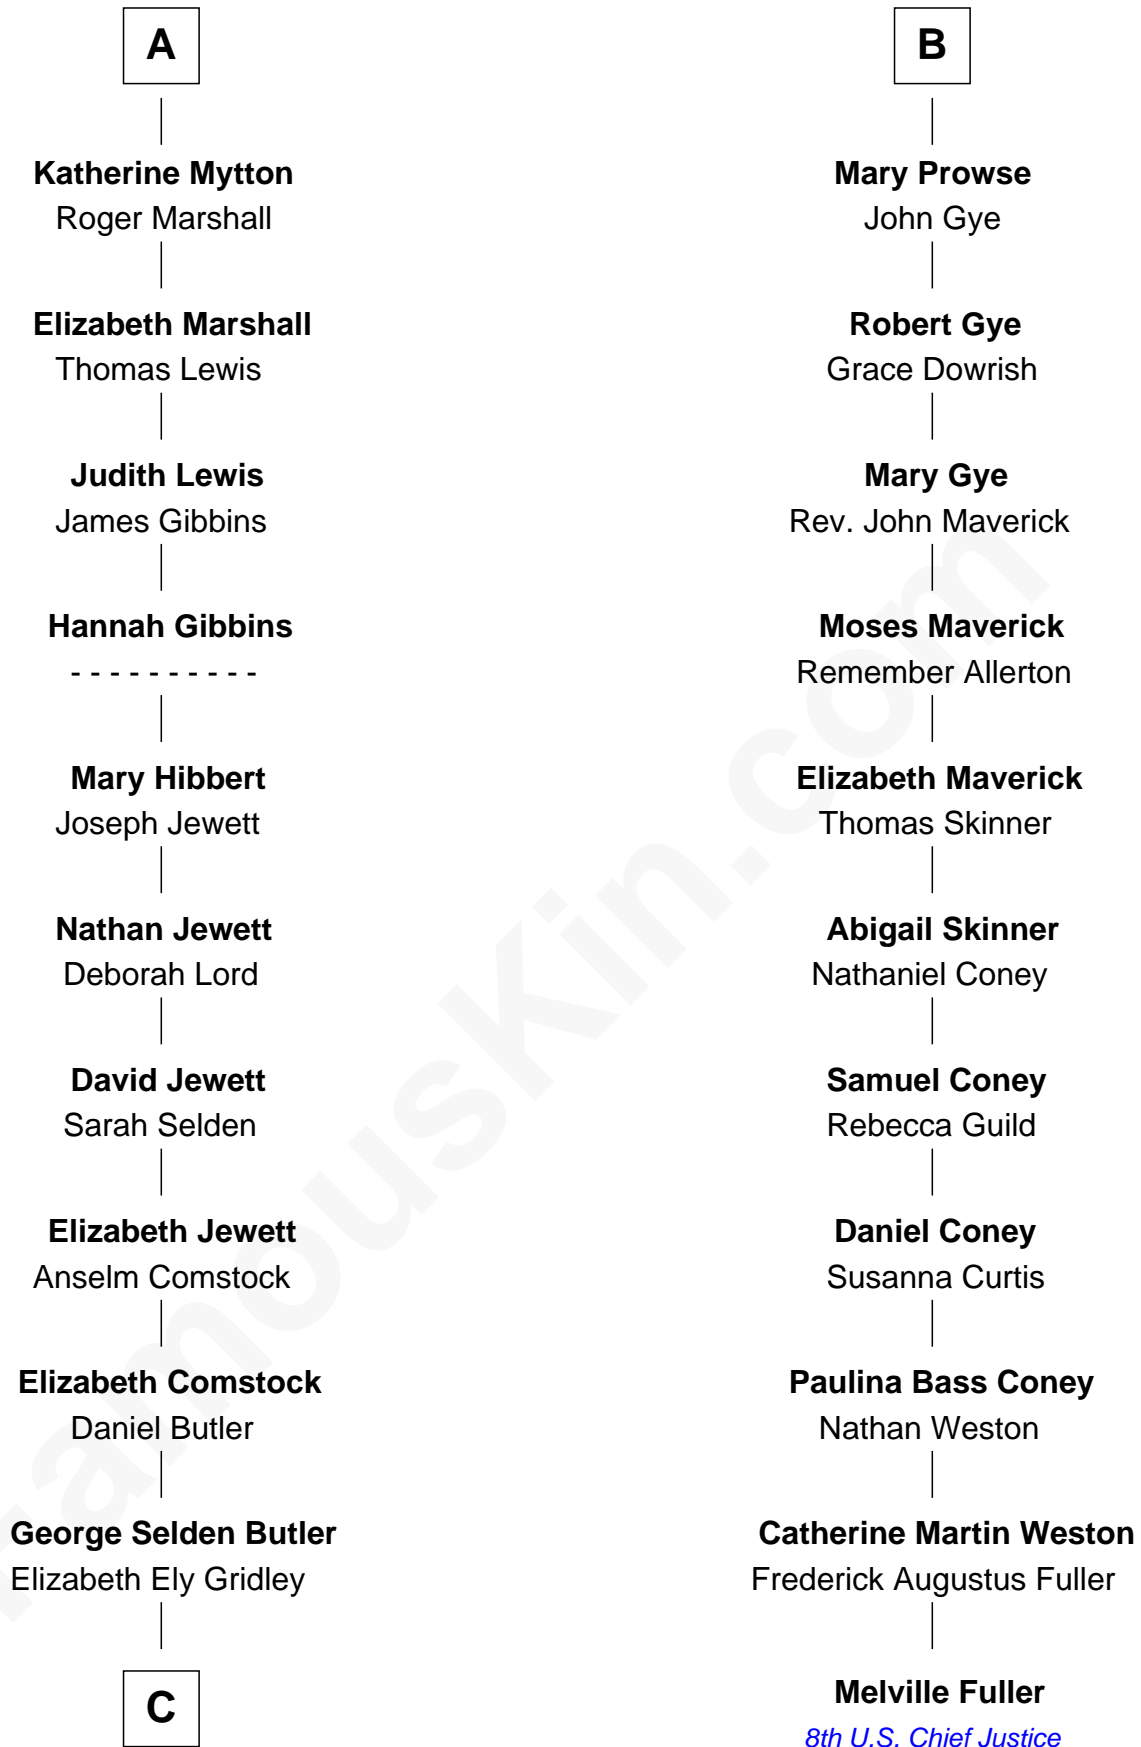 A
Katherine Mytton
Roger Marshall
Elizabeth Marshall
Thomas Lewis
Judith Lewis
James Gibbins
Hannah Gibbins
- - - - - - - - - -
Mary Hibbert
Joseph Jewett
Nathan Jewett
Deborah Lord
David Jewett
Sarah Selden
Elizabeth Jewett
Anselm Comstock
Elizabeth Comstock
Daniel Butler
George Selden Butler
Elizabeth Ely Gridley
C
B
Mary Prowse
John Gye
Robert Gye
Grace Dowrish
Mary Gye
Rev. John Maverick
Moses Maverick
Remember Allerton
Elizabeth Maverick
Thomas Skinner
Abigail Skinner
Nathaniel Coney
Samuel Coney
Rebecca Guild
Daniel Coney
Susanna Curtis
Paulina Bass Coney
Nathan Weston
Catherine Martin Weston
Frederick Augustus Fuller
Melville Fuller
8th U.S. Chief Justice
FamousKin.com